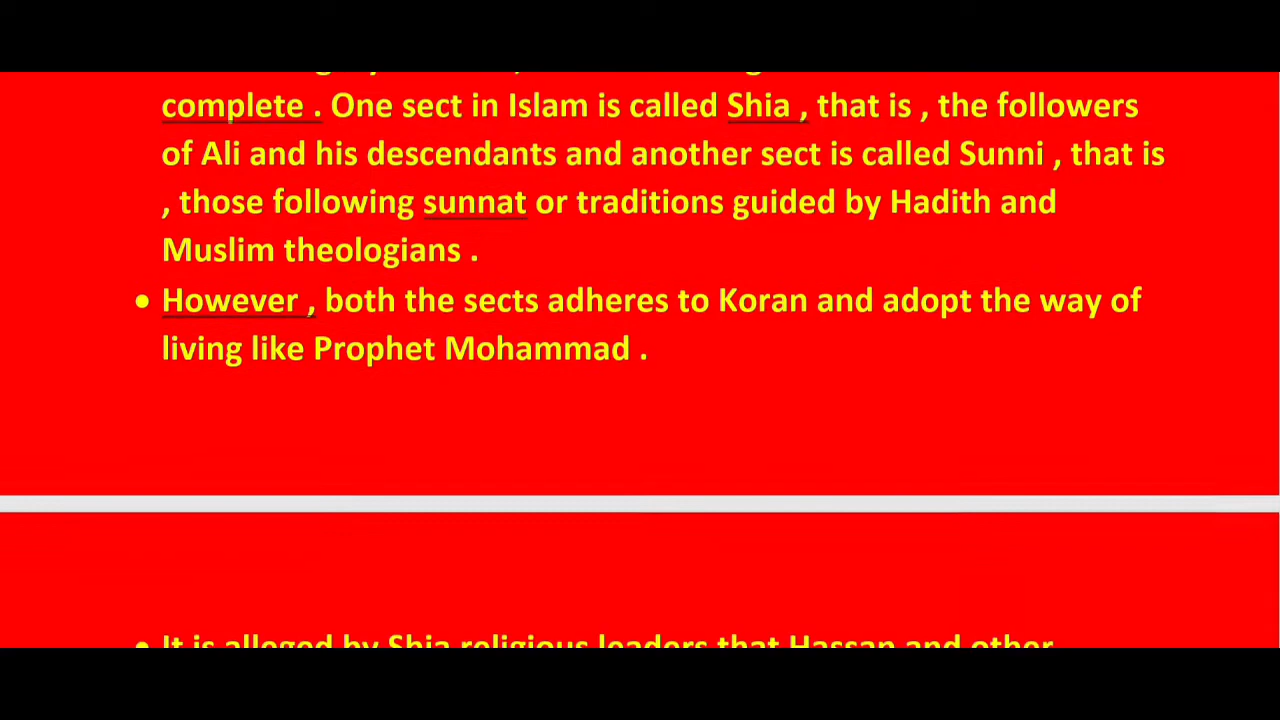 complete . One sect in Islam is called Shia , that is , the followers
of Ali and his descendants and another sect is called Sunni , that is
, those following sunnat or traditions guided by Hadith and
Muslim theologians .
• However , both the sects adheres to Koran and adopt the way of
living like Prophet Mohammad .
• It is alleged by Shia religious leaders that Hassan and other